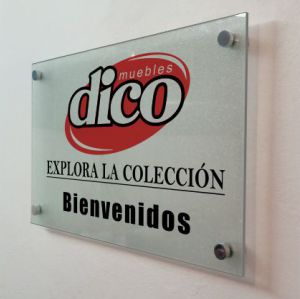 muebles
dico
EXPLORA LA COLECCIÓN
Bienvenidos